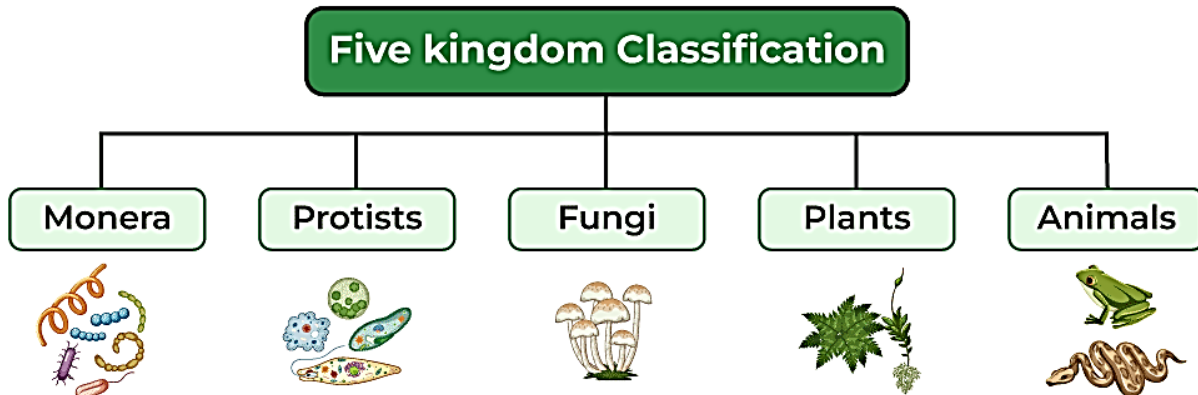 Five kingdom Classification
Monera
Protists
Fungi
Plants
Animals